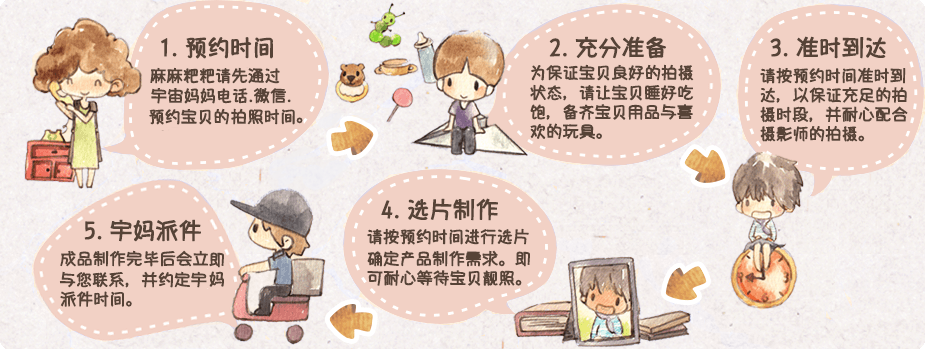 1. 预约时间
麻麻粑粑请先通过
宇宙妈妈电话.微信.
预约宝贝的拍照时间。
2. 充分准备
为保证宝贝良好的拍摄
状态，请让宝贝睡好吃
饱，备齐宝贝用品与喜
欢的玩具。
3. 准时到达
请按预约时间准时到
达，以保证充足的拍
摄时段，并耐心配合
摄影师的拍摄。
4. 选片制作
请按预约时间进行选片
确定产品制作需求。即
可耐心等待宝贝靓照。
5. 宇妈派件
成品制作完毕后会立即
与您联系，并约定宇妈
派件时间。